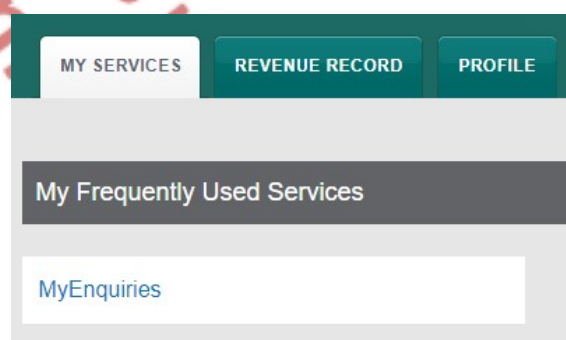 MY SERVICES
REVENUE RECORD
PROFILE
My Frequently Used Services
MyEnquiries